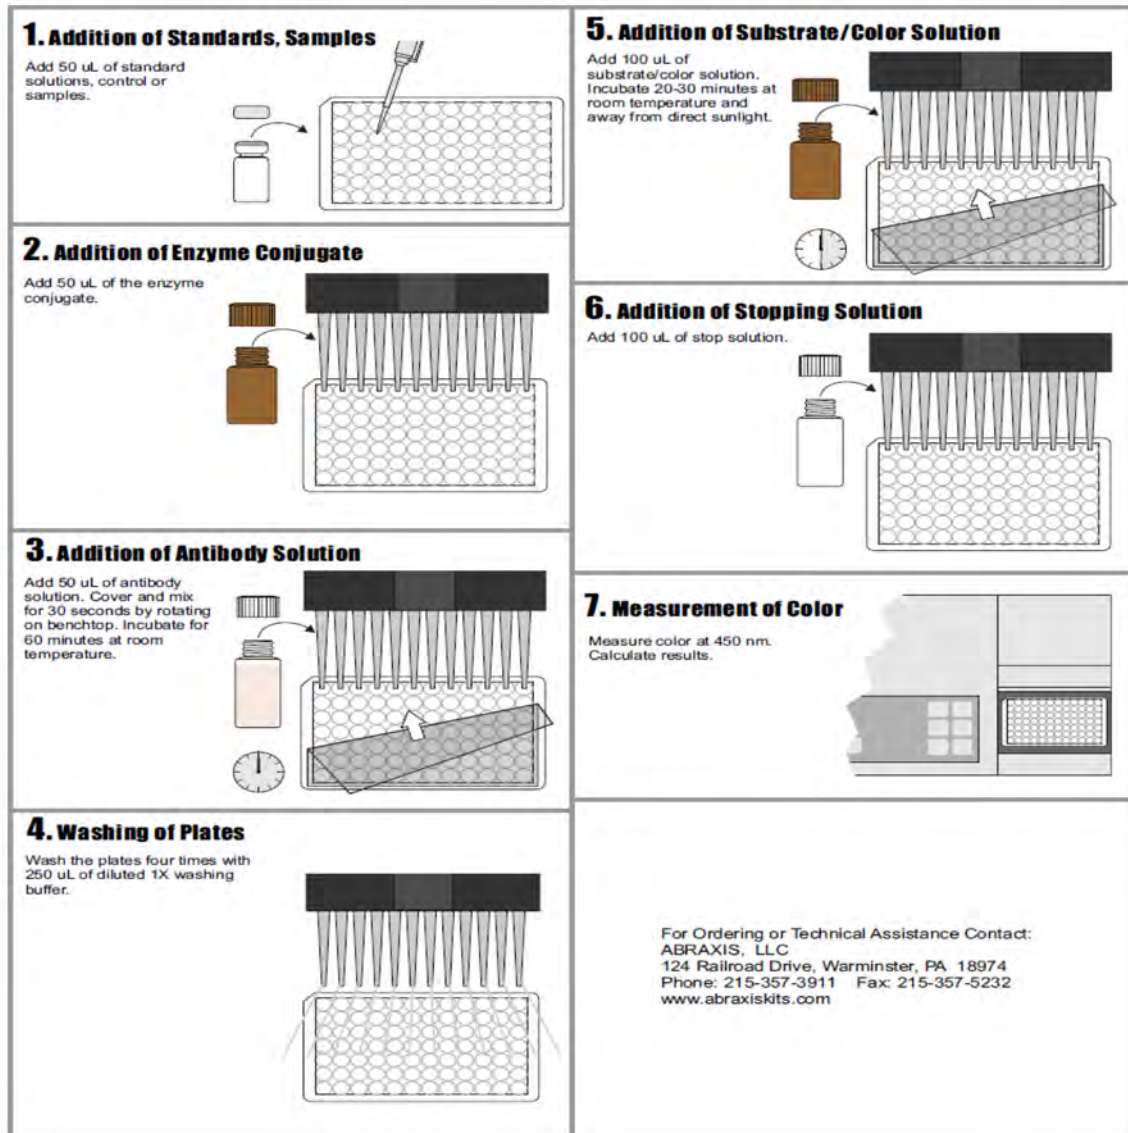 1. Addition of Standards, Samples
Add 50 uL of standard
solutions, control or
samples.
2. Addition of Enzyme Conjugate
Add 50 uL of the enzyme
conjugate.
3. Addition of Antibody Solution
Add 50 uL of antibody
solution. Cover and mix
for 30 seconds by rotating
on benchtop. Incubate for
60 minutes at room
temperature.
4. Washing of Plates
Wash the plates four times with
250 uL of diluted 1X washing
buffer.
5. Addition of Substrate/Color Solution
Add 100 uL of
substrate/color solution.
Incubate 20-30 minutes at
room temperature and
away from direct sunlight.
6. Addition of Stopping Solution
Add 100 uL of stop solution.
7. Measurement of Color
Measure color at 450 nm.
Calculate results.
For Ordering or Technical Assistance Contact:
ABRAXIS, LLC
124 Railroad Drive, Warminster, PA 18974
Phone: 215-357-3911 Fax: 215-357-5232
www.abraxiskits.com